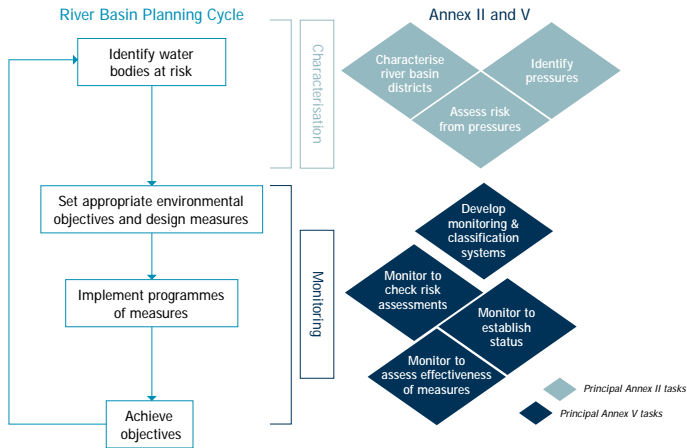 River Basin Planning Cycle
Annex II and V
Identify water
bodies at risk
Characterisation
Characterise
river basin
districts
Identify
pressures
Assess risk
from pressures
Set appropriate environmental
objectives and design measures
Implement programmes
of measures
Achieve
objectives
Monitoring
Develop
monitoring &
classification
systems
Monitor to
check risk
assessments
Monitor to
establish
status
Monitor to
assess effectiveness
of measures
Principal Annex II tasks
Principal Annex V tasks